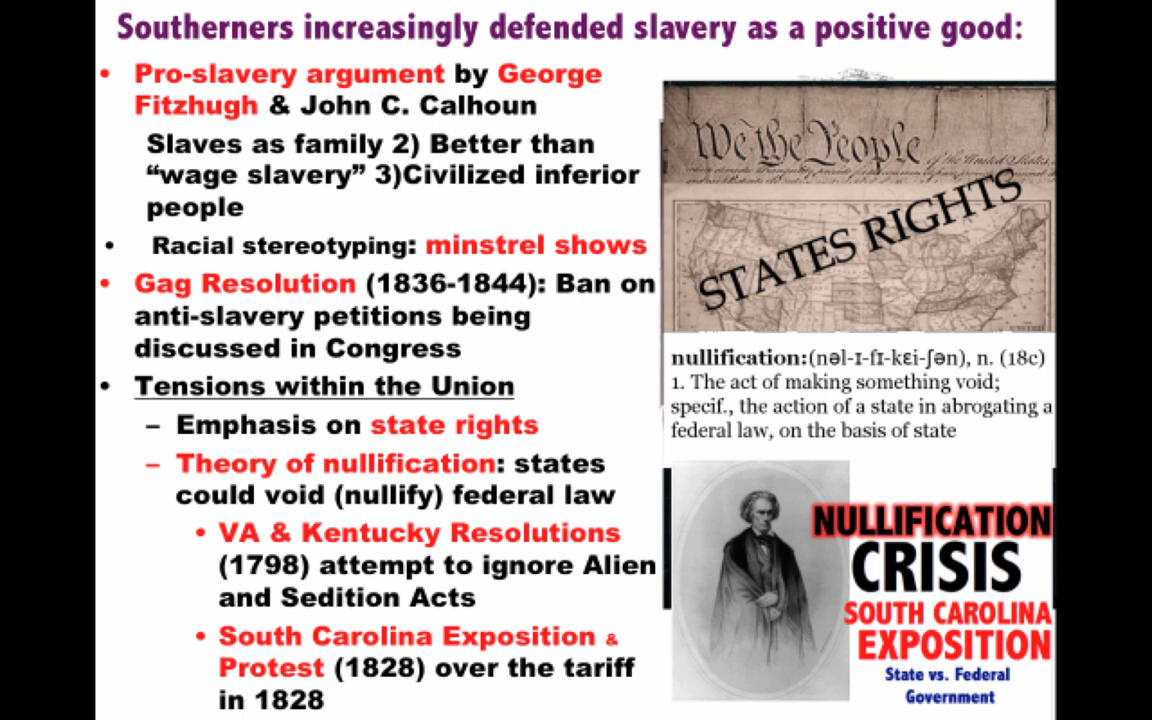 Southerners increasingly defended slavery as a positive good:
• Pro-slavery argument by George
Fitzhugh & John C. Calhoun
Slaves as family 2) Better than
“wage slavery” 3)Civilized inferior
people
• Racial stereotyping: minstrel shows
• Gag Resolution (1836-1844): Ban on
anti-slavery petitions being
discussed in Congress
• Tensions within the Union
– Emphasis on state rights
– Theory of nullification: states
could void (nullify) federal law
• VA & Kentucky Resolutions
(1798) attempt to ignore Alien
and Sedition Acts
• South Carolina Exposition &
Protest (1828) over the tariff
in 1828
We the People
of the United States,
STATES RIGHTS
nullification:(nəl-ɪ-fɪ-kɛi-ʃən), n. (18c)
1. The act of making something void;
specif., the action of a state in abrogating a
federal law, on the basis of state
NULLIFICATION
CRISIS
SOUTH CAROLINA
EXPOSITION
State vs. Federal
Government